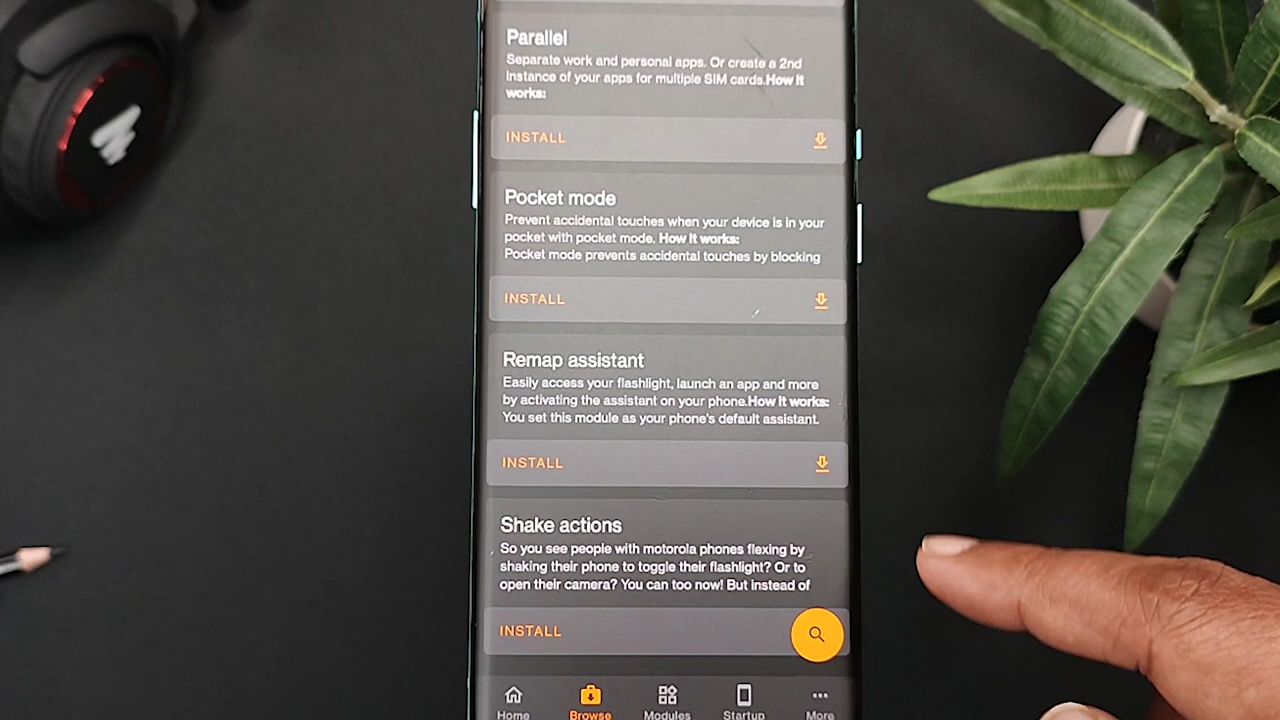 Parallel
Separate work and personal apps. Or create a 2nd
instance of your apps for multiple SIM cards.How it
works:
INSTALL
Pocket mode
Prevent accidental touches when your device is in your
pocket with pocket mode. How it works:
Pocket mode prevents accidental touches by blocking
INSTALL
Remap assistant
Easily access your flashlight, launch an app and more
by activating the assistant on your phone.How it works:
You set this module as your phone's default assistant.
INSTALL
Shake actions
So you see people with motorola phones flexing by
shaking their phone to toggle their flashlight? Or to
open their camera? You can too now! But instead of
INSTALL
Home Browse Modules Startup More